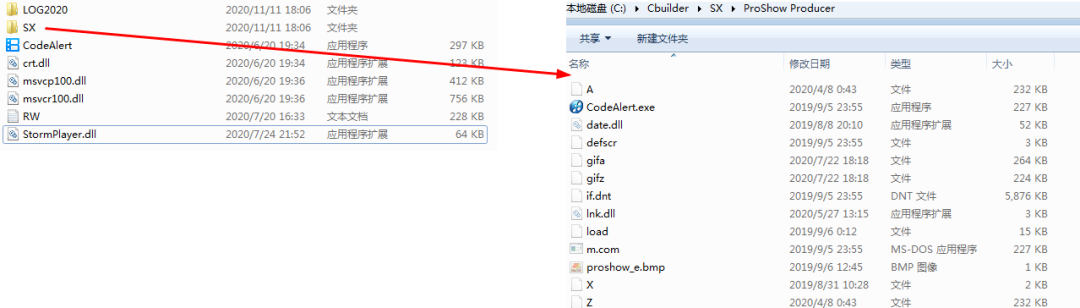 LOG2020 2020/11/11 18:06 文件夹
SX 2020/11/11 18:06 文件夹
CodeAlert 2020/6/20 19:34 应用程序 297 KB
crt.dll 2020/6/20 19:34 应用程序扩展 123 KB
msvcp100.dll 2020/6/20 19:36 应用程序扩展 412 KB
msvcr100.dll 2020/6/20 19:36 应用程序扩展 756 KB
RW 2020/7/20 16:33 文本文档 228 KB
StormPlayer.dll 2020/7/24 21:52 应用程序扩展 64 KB
本地磁盘 (C:) Cbuilder SX ProShow Producer
共享 新建文件夹
名称 修改日期 类型 大小
A 2020/4/8 0:43 文件 232 KB
CodeAlert.exe 2019/9/5 23:55 应用程序 227 KB
date.dll 2019/8/8 20:10 应用程序扩展 52 KB
defscr 2019/9/5 23:55 文件 3 KB
gifa 2020/7/22 18:18 文件 264 KB
gifz 2020/7/22 18:18 文件 224 KB
if.dnt 2019/9/5 23:55 DNT 文件 5,876 KB
lnk.dll 2020/5/27 13:15 应用程序扩展 3 KB
load 2019/9/6 0:12 文件 15 KB
m.com 2019/9/5 23:55 MS-DOS 应用程序 227 KB
proshow_e.bmp 2019/9/6 12:45 BMP 图像 1 KB
X 2019/8/31 10:28 文件 2 KB
Z 2020/4/8 0:43 文件 232 KB